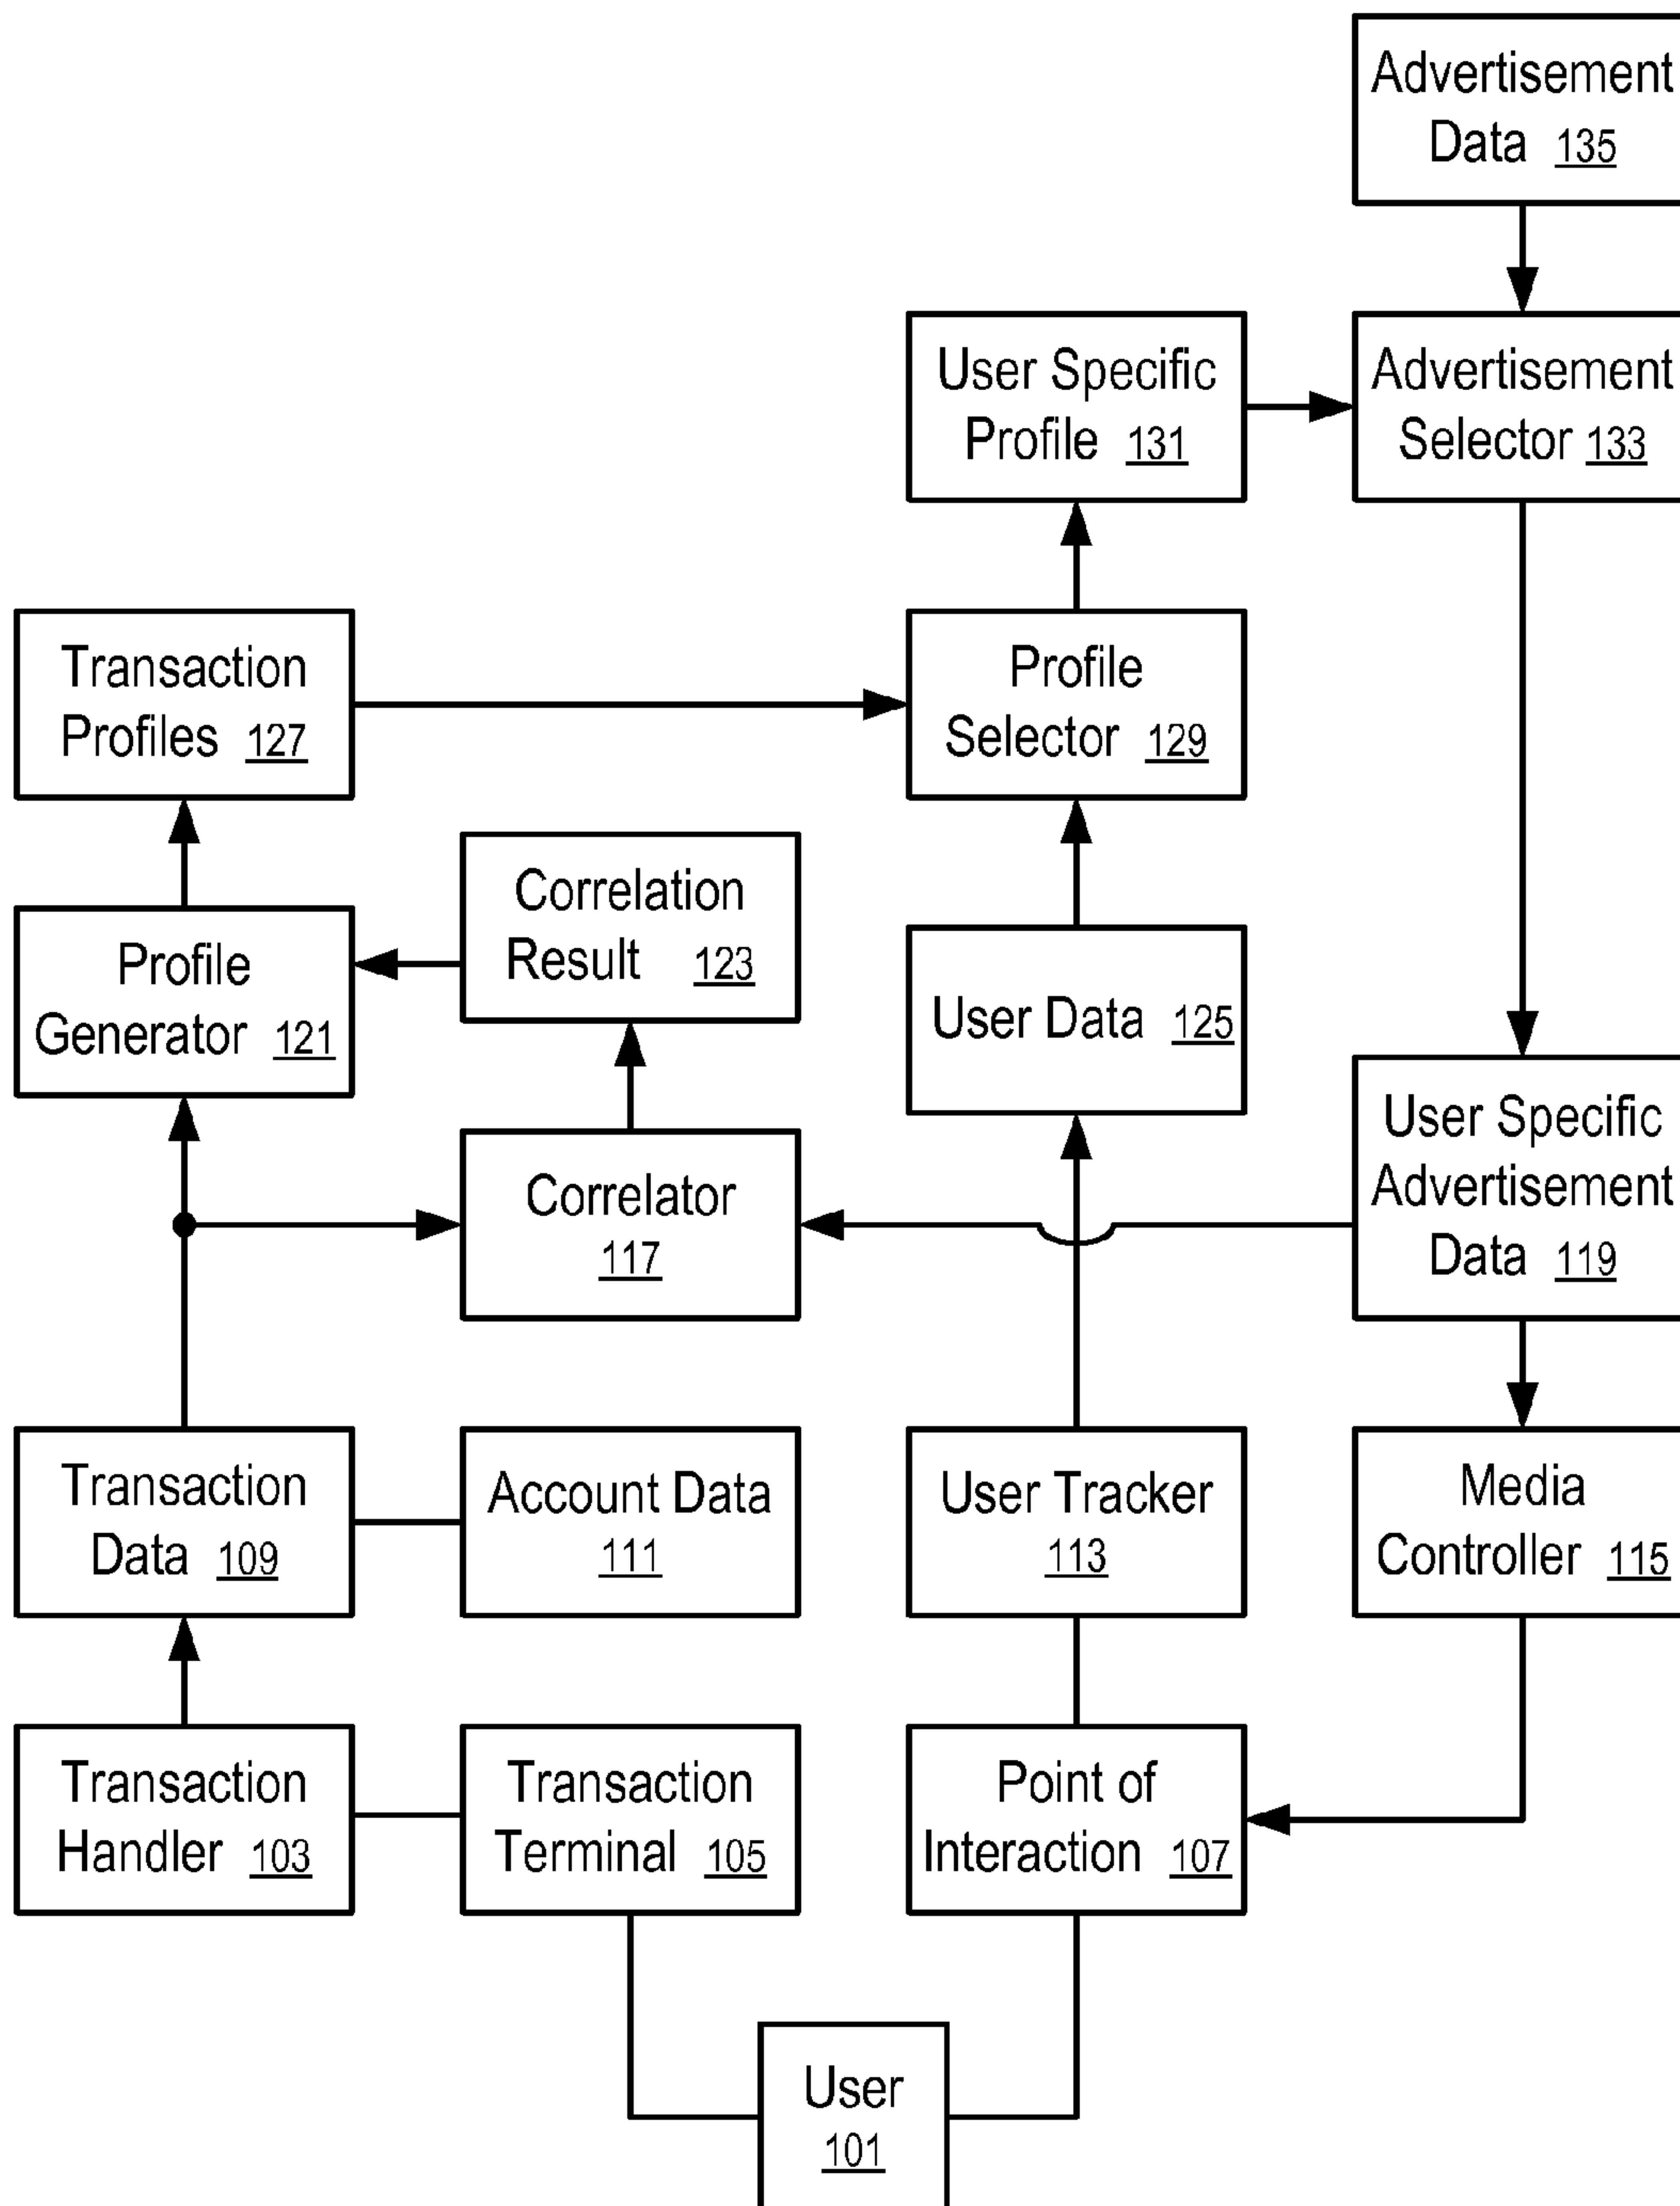 Advertisement
Data 135
User Specific
Profile 131
Advertisement
Selector 133
Transaction
Profiles 127
Profile
Selector 129
Correlation
Result 123
Profile
Generator 121
User Data 125
User Specific
Advertisement
Data 119
Correlator
117
Transaction
Data 109
Account Data
111
User Tracker
113
Media
Controller 115
Transaction
Handler 103
Transaction
Terminal 105
Point of
Interaction 107
User
101